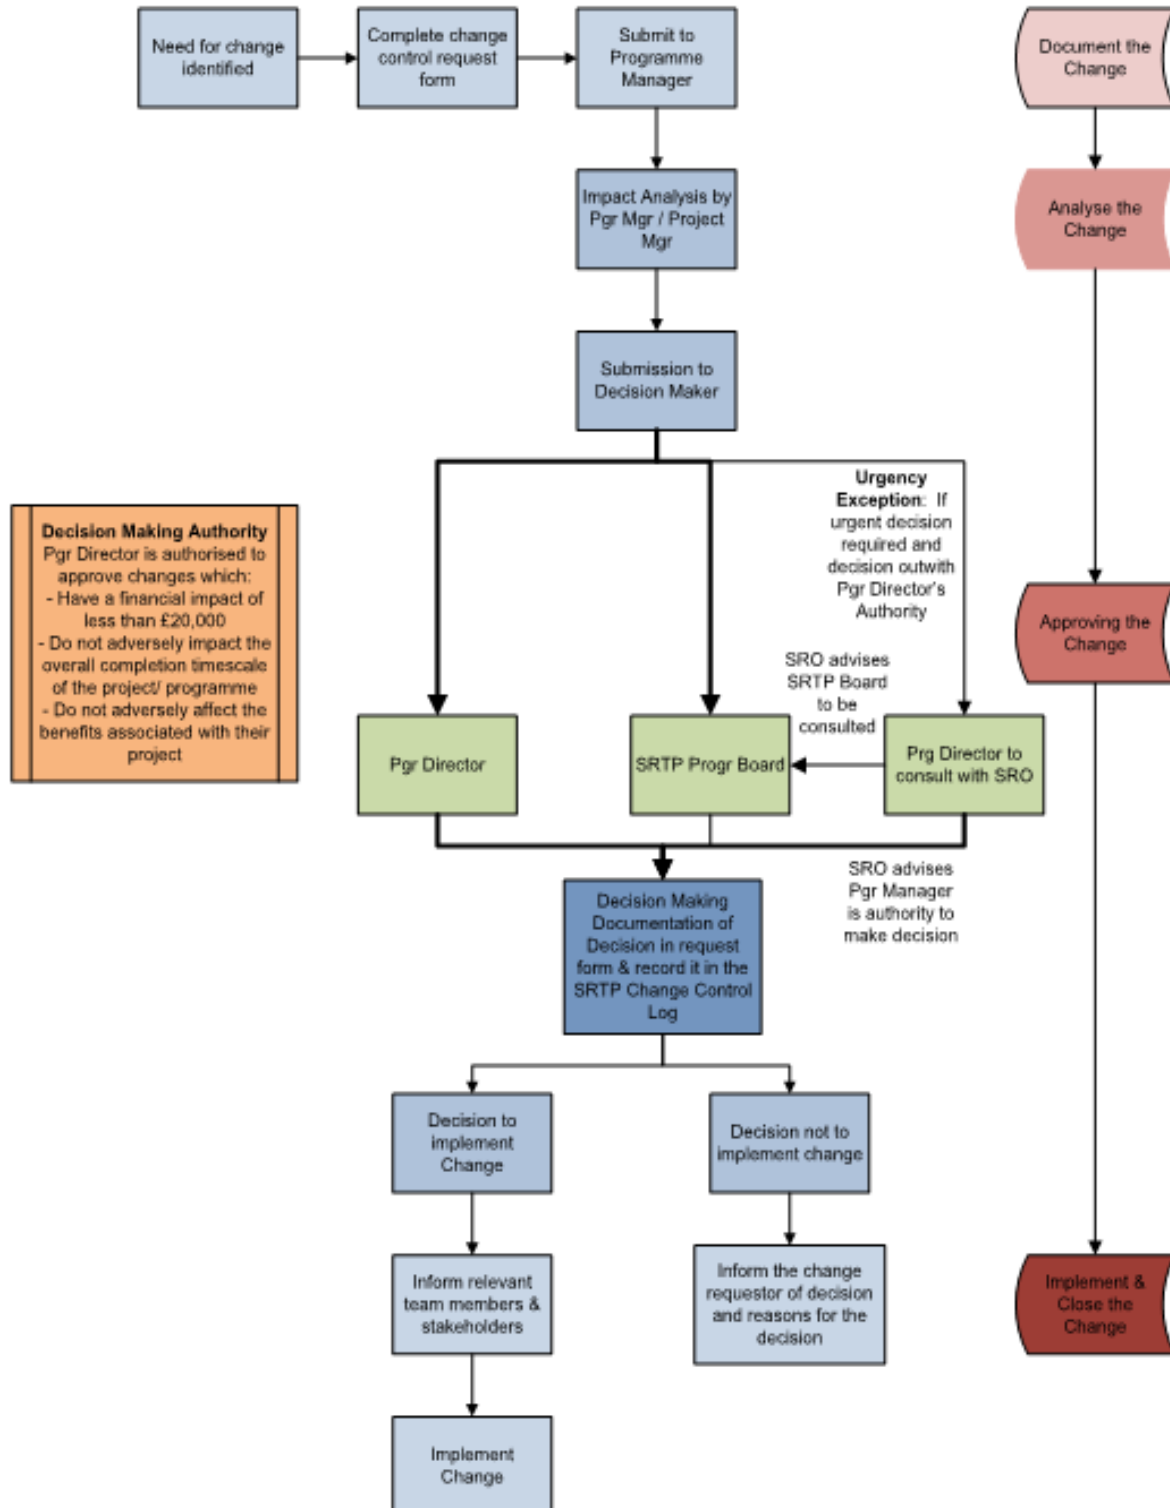 Need for change
identified
Complete change
control request
form
Submit to
Programme
Manager
Document the
Change
Impact Analysis by
Pgr Mgr / Project
Mgr
Analyse the
Change
Submission to
Decision Maker
Urgency
Exception: If
urgent decision
required and
decision outwith
Pgr Director's
Authority
Decision Making Authority
Pgr Director is authorised to
approve changes which:
- Have a financial impact of
less than £20,000
- Do not adversely impact the
overall completion timescale
of the project/ programme
- Do not adversely affect the
benefits associated with their
project
Approving the
Change
SRO advises
SRTP Board
to be
consulted
Pgr Director
SRTP Progr Board
Prg Director to
consult with SRO
SRO advises
Pgr Manager
is authority to
make decision
Decision Making
Documentation of
Decision in request
form & record it in the
SRTP Change Control
Log
Decision to
implement
Change
Decision not to
implement change
Inform relevant
team members &
stakeholders
Inform the change
requestor of decision
and reasons for the
decision
Implement &
Close the
Change
Implement
Change